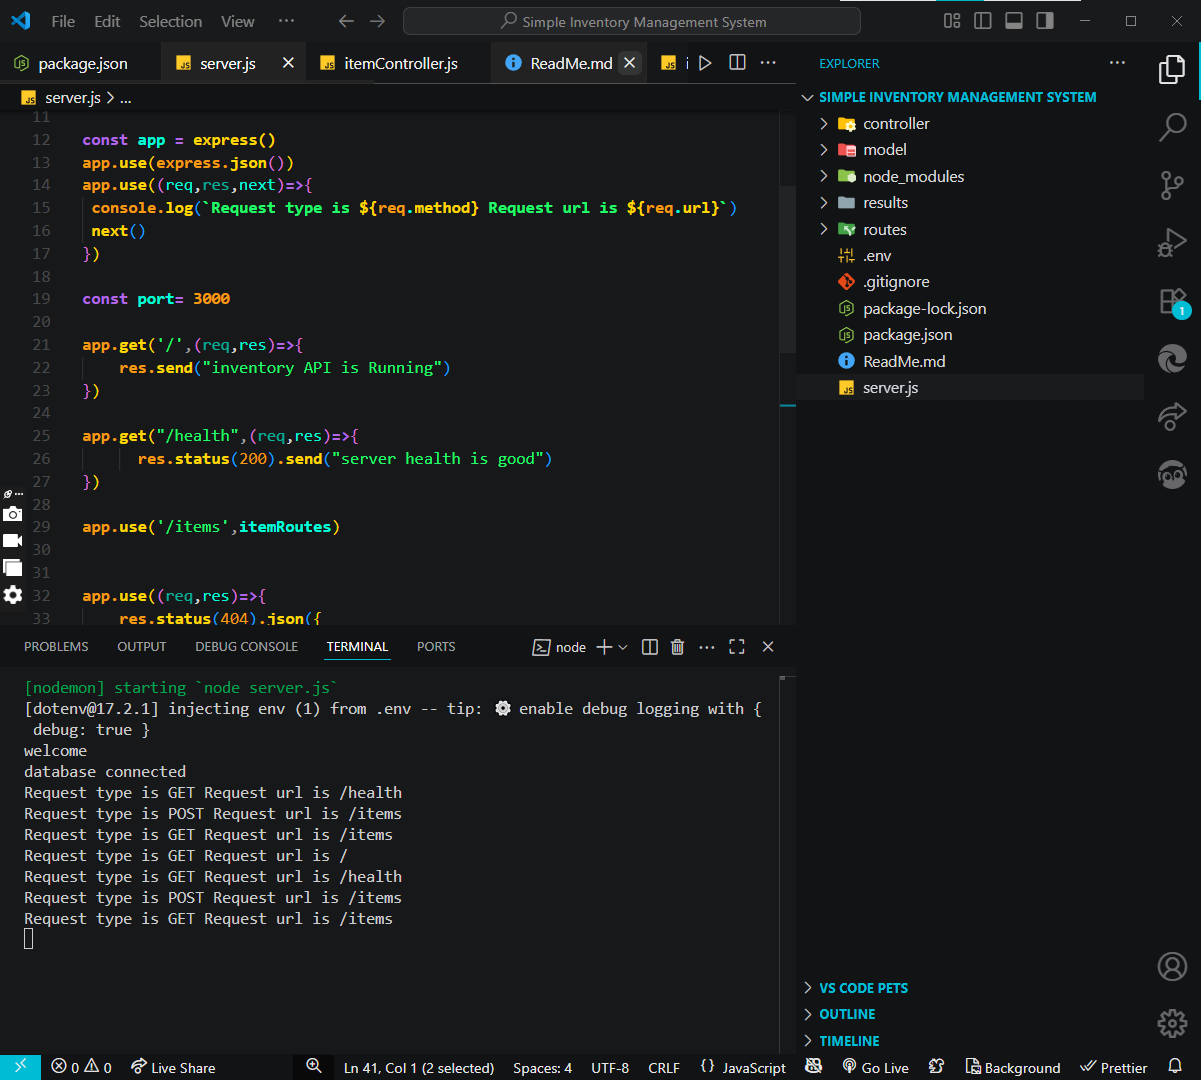 File Edit Selection View ···
Simple Inventory Management System
package.json
server.js
itemController.js
ReadMe.md
i
server.js > ...
11
12 const app = express()
13 app.use(express.json())
14 app.use((req,res,next)=>{
15 console.log(`Request type is ${req.method} Request url is ${req.url}`)
16 next()
17 })
18
19 const port= 3000
20
21 app.get('/',(req,res)=>{
22 res.send("inventory API is Running")
23 })
24
25 app.get("/health",(req,res)=>{
26 res.status(200).send("server health is good")
27 })
28
29 app.use('/items',itemRoutes)
30
31
32 app.use((req,res)=>{
33 res.status(404).json({
PROBLEMS OUTPUT DEBUG CONSOLE TERMINAL PORTS
node
[nodemon] starting `node server.js`
[dotenv@17.2.1] injecting env (1) from .env -- tip: ⚙️ enable debug logging with {
debug: true }
welcome
database connected
Request type is GET Request url is /health
Request type is POST Request url is /items
Request type is GET Request url is /items
Request type is GET Request url is /
Request type is GET Request url is /health
Request type is POST Request url is /items
Request type is GET Request url is /items
EXPLORER
SIMPLE INVENTORY MANAGEMENT SYSTEM
controller
model
node_modules
results
routes
.env
.gitignore
package-lock.json
package.json
ReadMe.md
server.js
1
VS CODE PETS
OUTLINE
TIMELINE
0 0 Live Share
Ln 41, Col 1 (2 selected) Spaces: 4 UTF-8 CRLF {} JavaScript Go Live Background Prettier